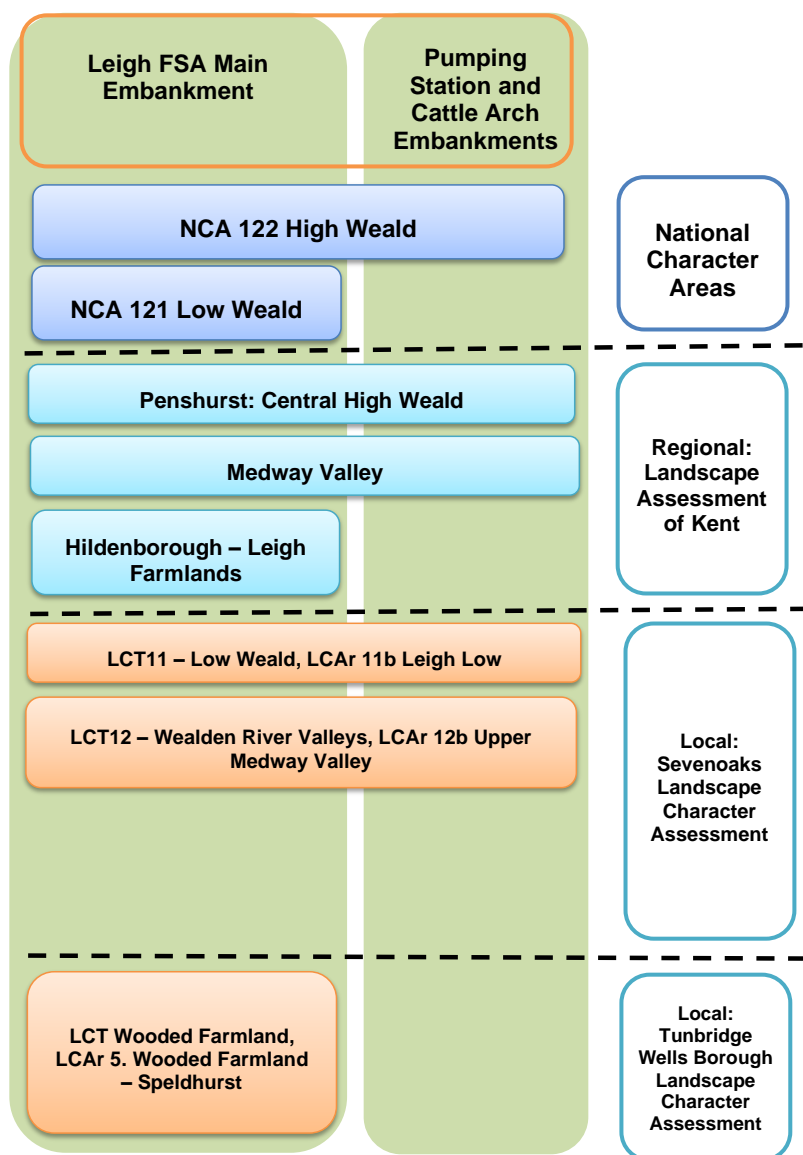 Leigh FSA Main
Embankment
Pumping
Station and
Cattle Arch
Embankments
NCA 122 High Weald
NCA 121 Low Weald
National
Character
Areas
Penshurst: Central High Weald
Medway Valley
Hildenborough – Leigh
Farmlands
Regional:
Landscape
Assessment
of Kent
LCT11 – Low Weald, LCAr 11b Leigh Low
LCT12 – Wealden River Valleys, LCAr 12b Upper
Medway Valley
Local:
Sevenoaks
Landscape
Character
Assessment
LCT Wooded Farmland,
LCAr 5. Wooded Farmland
– Speldhurst
Local:
Tunbridge
Wells Borough
Landscape
Character
Assessment